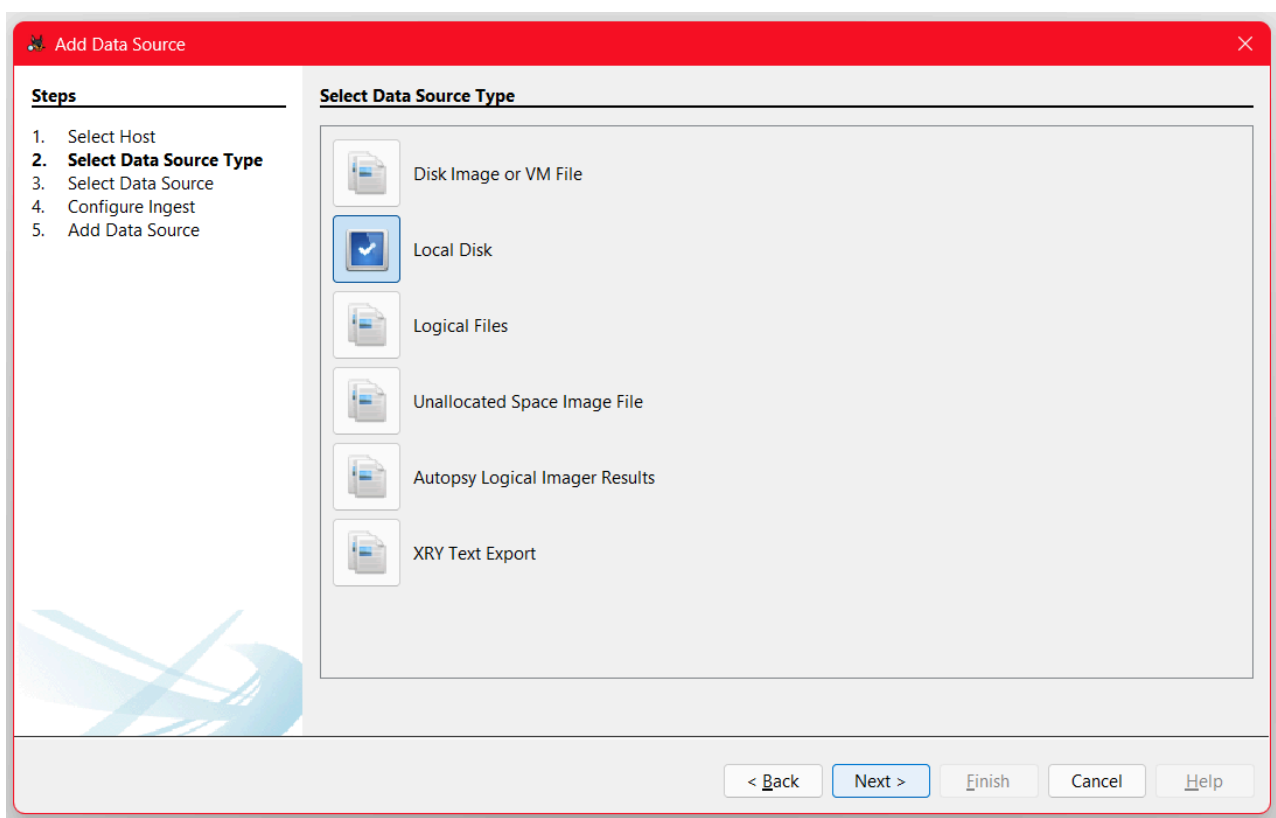 Add Data Source
Steps
1. Select Host
2. Select Data Source Type
3. Select Data Source
4. Configure Ingest
5. Add Data Source
Select Data Source Type
Disk Image or VM File
Local Disk
Logical Files
Unallocated Space Image File
Autopsy Logical Imager Results
XRY Text Export
< Back
Next >
Finish
Cancel
Help